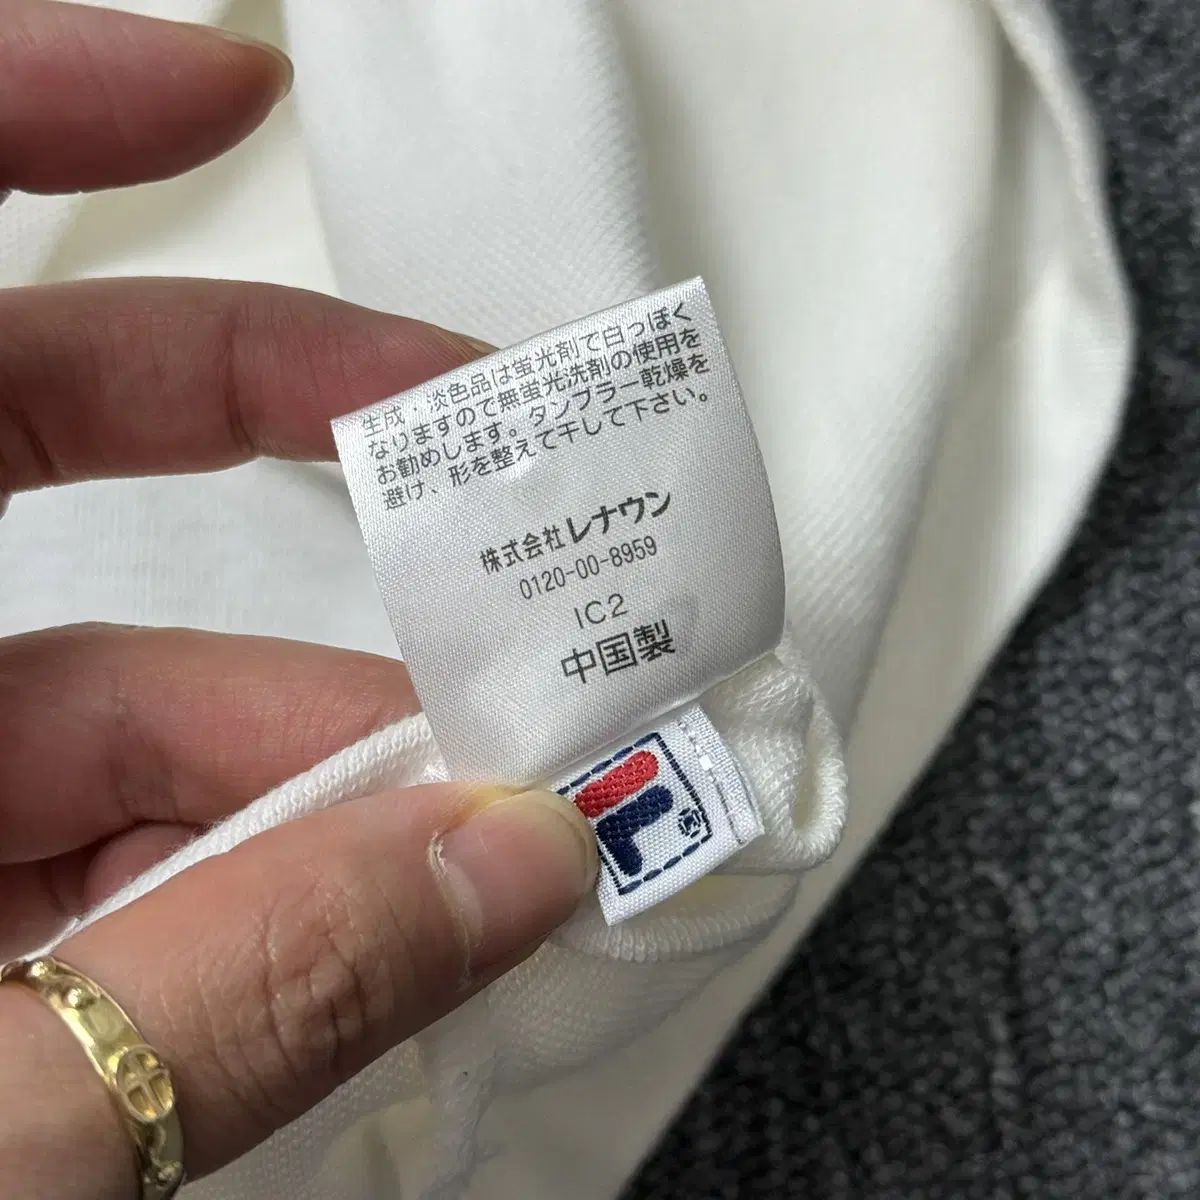 生成・淡色品は蛍光剤で白っぽく
なりますので無蛍光洗剤の使用を
お勧めします。タンブラー乾燥を
避け、形を整えて干して下さい。
株式会社レナウン
0120-00-8959
IC2
中国製